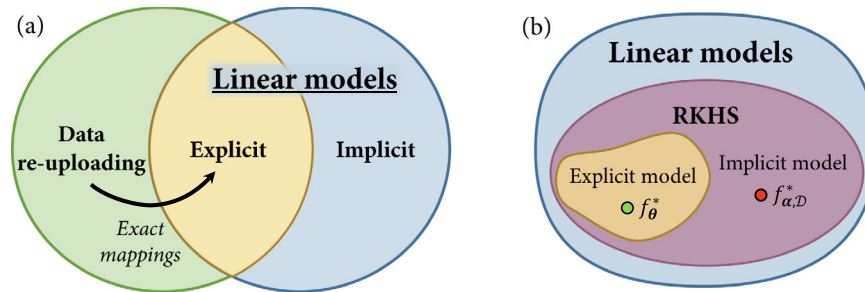 (a)
Linear models
Data
re-uploading
Explicit
Implicit
Exact
mappings
(b)
Linear models
RKHS
Explicit model
f*θ
Implicit model
f*α,𝒟